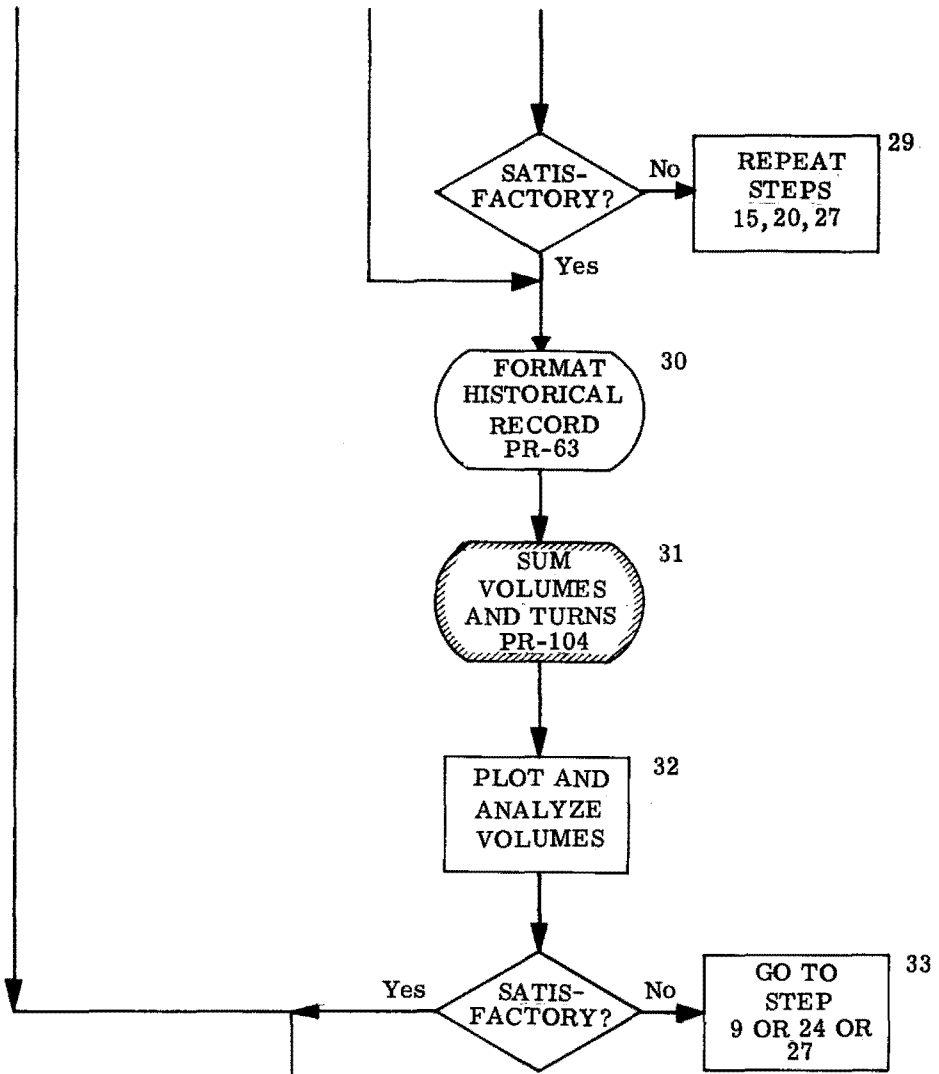 SATIS-
FACTORY?
No
29
REPEAT
STEPS
15, 20, 27
Yes
30
FORMAT
HISTORICAL
RECORD
PR-63
31
SUM
VOLUMES
AND TURNS
PR-104
32
PLOT AND
ANALYZE
VOLUMES
Yes
SATIS-
FACTORY?
No
33
GO TO
STEP
9 OR 24 OR
27